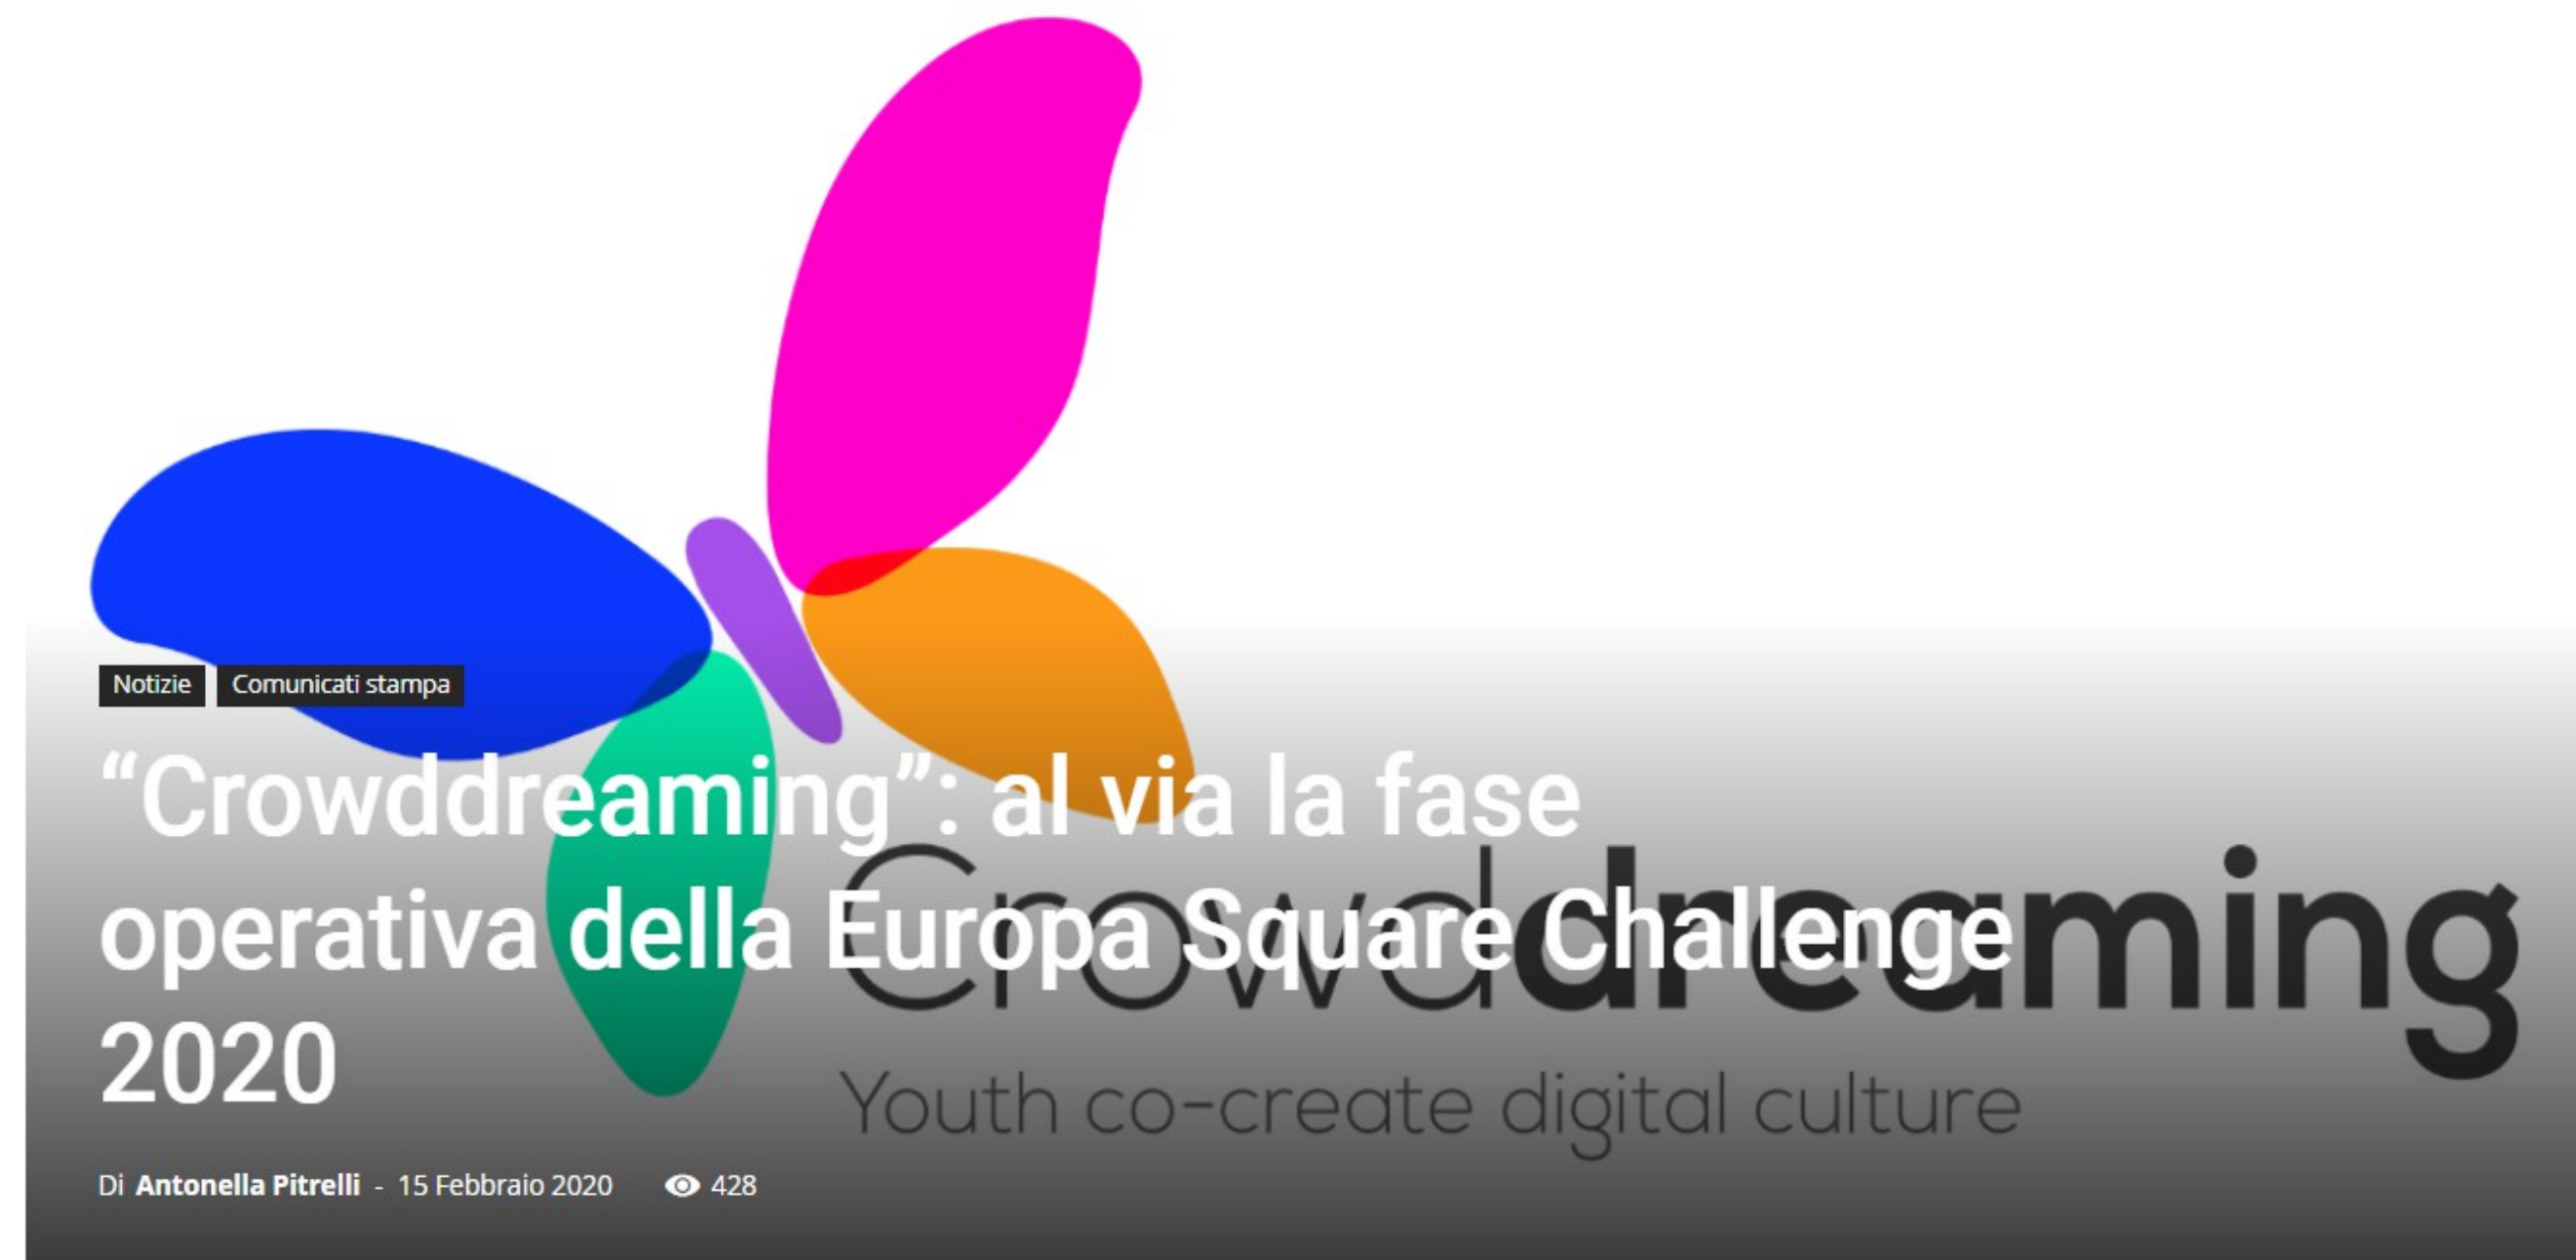 Notizie Comunicati stampa
“Crowddreaming”: al via la fase
operativa della Europa Square Challenge
2020
Crowddreaming
Youth co-create digital culture
Di Antonella Pitrelli - 15 Febbraio 2020 428